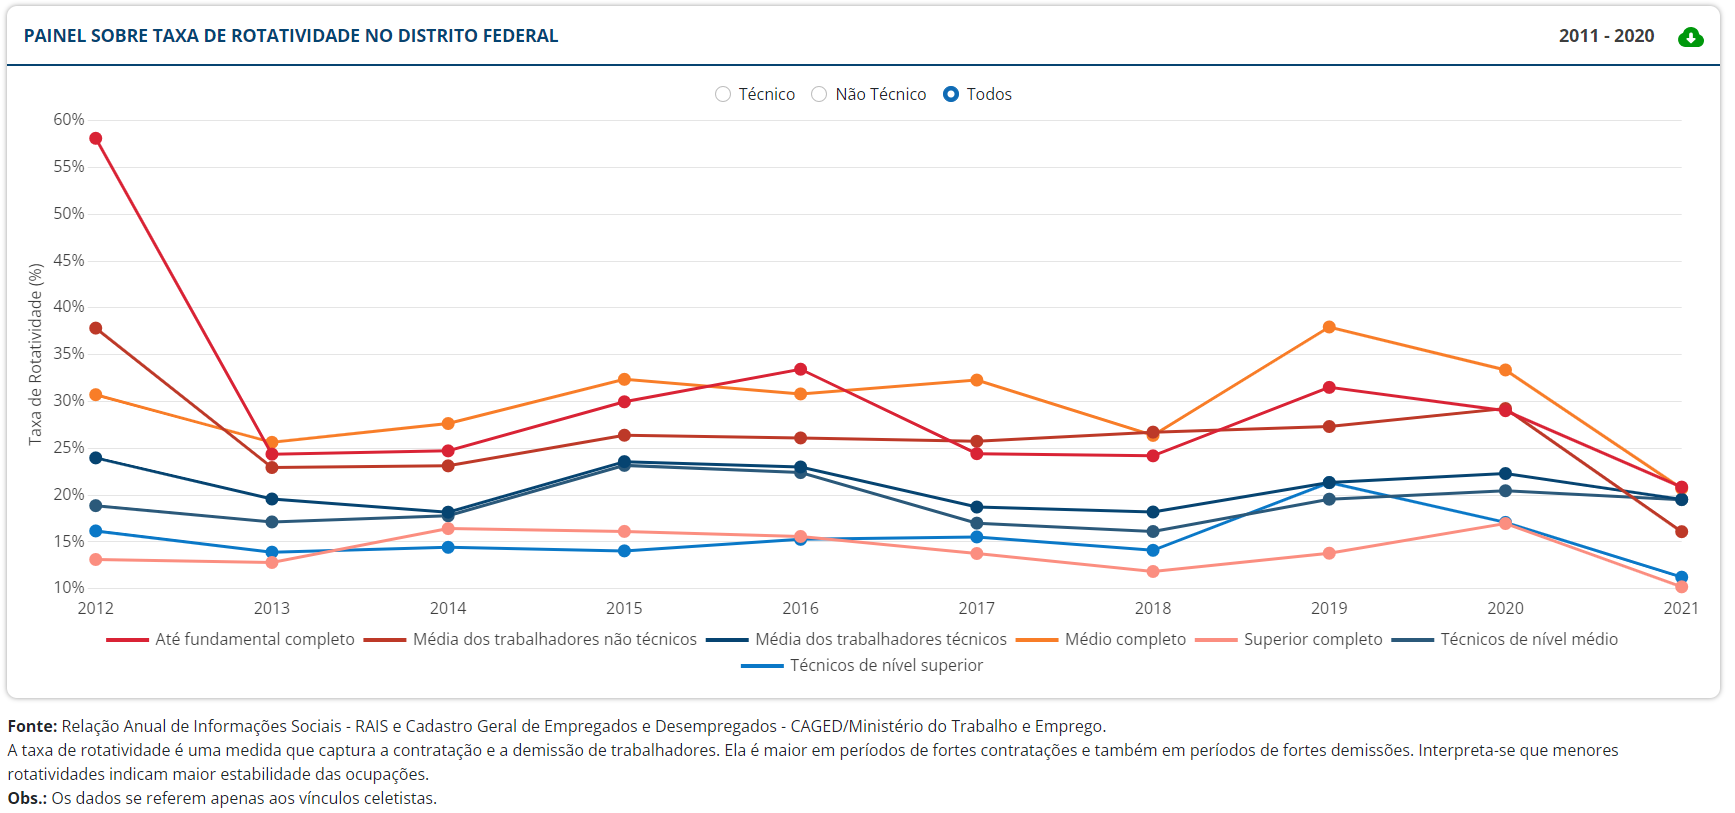 PAINEL SOBRE TAXA DE ROTATIVIDADE NO DISTRITO FEDERAL
2011 - 2020
Técnico Não Técnico Todos
Taxa de Rotatividade (%)
60%
55%
50%
45%
40%
35%
30%
25%
20%
15%
10%
2012 2013 2014 2015 2016 2017 2018 2019 2020 2021
Até fundamental completo Média dos trabalhadores não técnicos Média dos trabalhadores técnicos Médio completo Superior completo Técnicos de nível médio
Técnicos de nível superior
Fonte: Relação Anual de Informações Sociais - RAIS e Cadastro Geral de Empregados e Desempregados - CAGED/Ministério do Trabalho e Emprego.
A taxa de rotatividade é uma medida que captura a contratação e a demissão de trabalhadores. Ela é maior em períodos de fortes contratações e também em períodos de fortes demissões. Interpreta-se que menores
rotatividades indicam maior estabilidade das ocupações.
Obs.: Os dados se referem apenas aos vínculos celetistas.